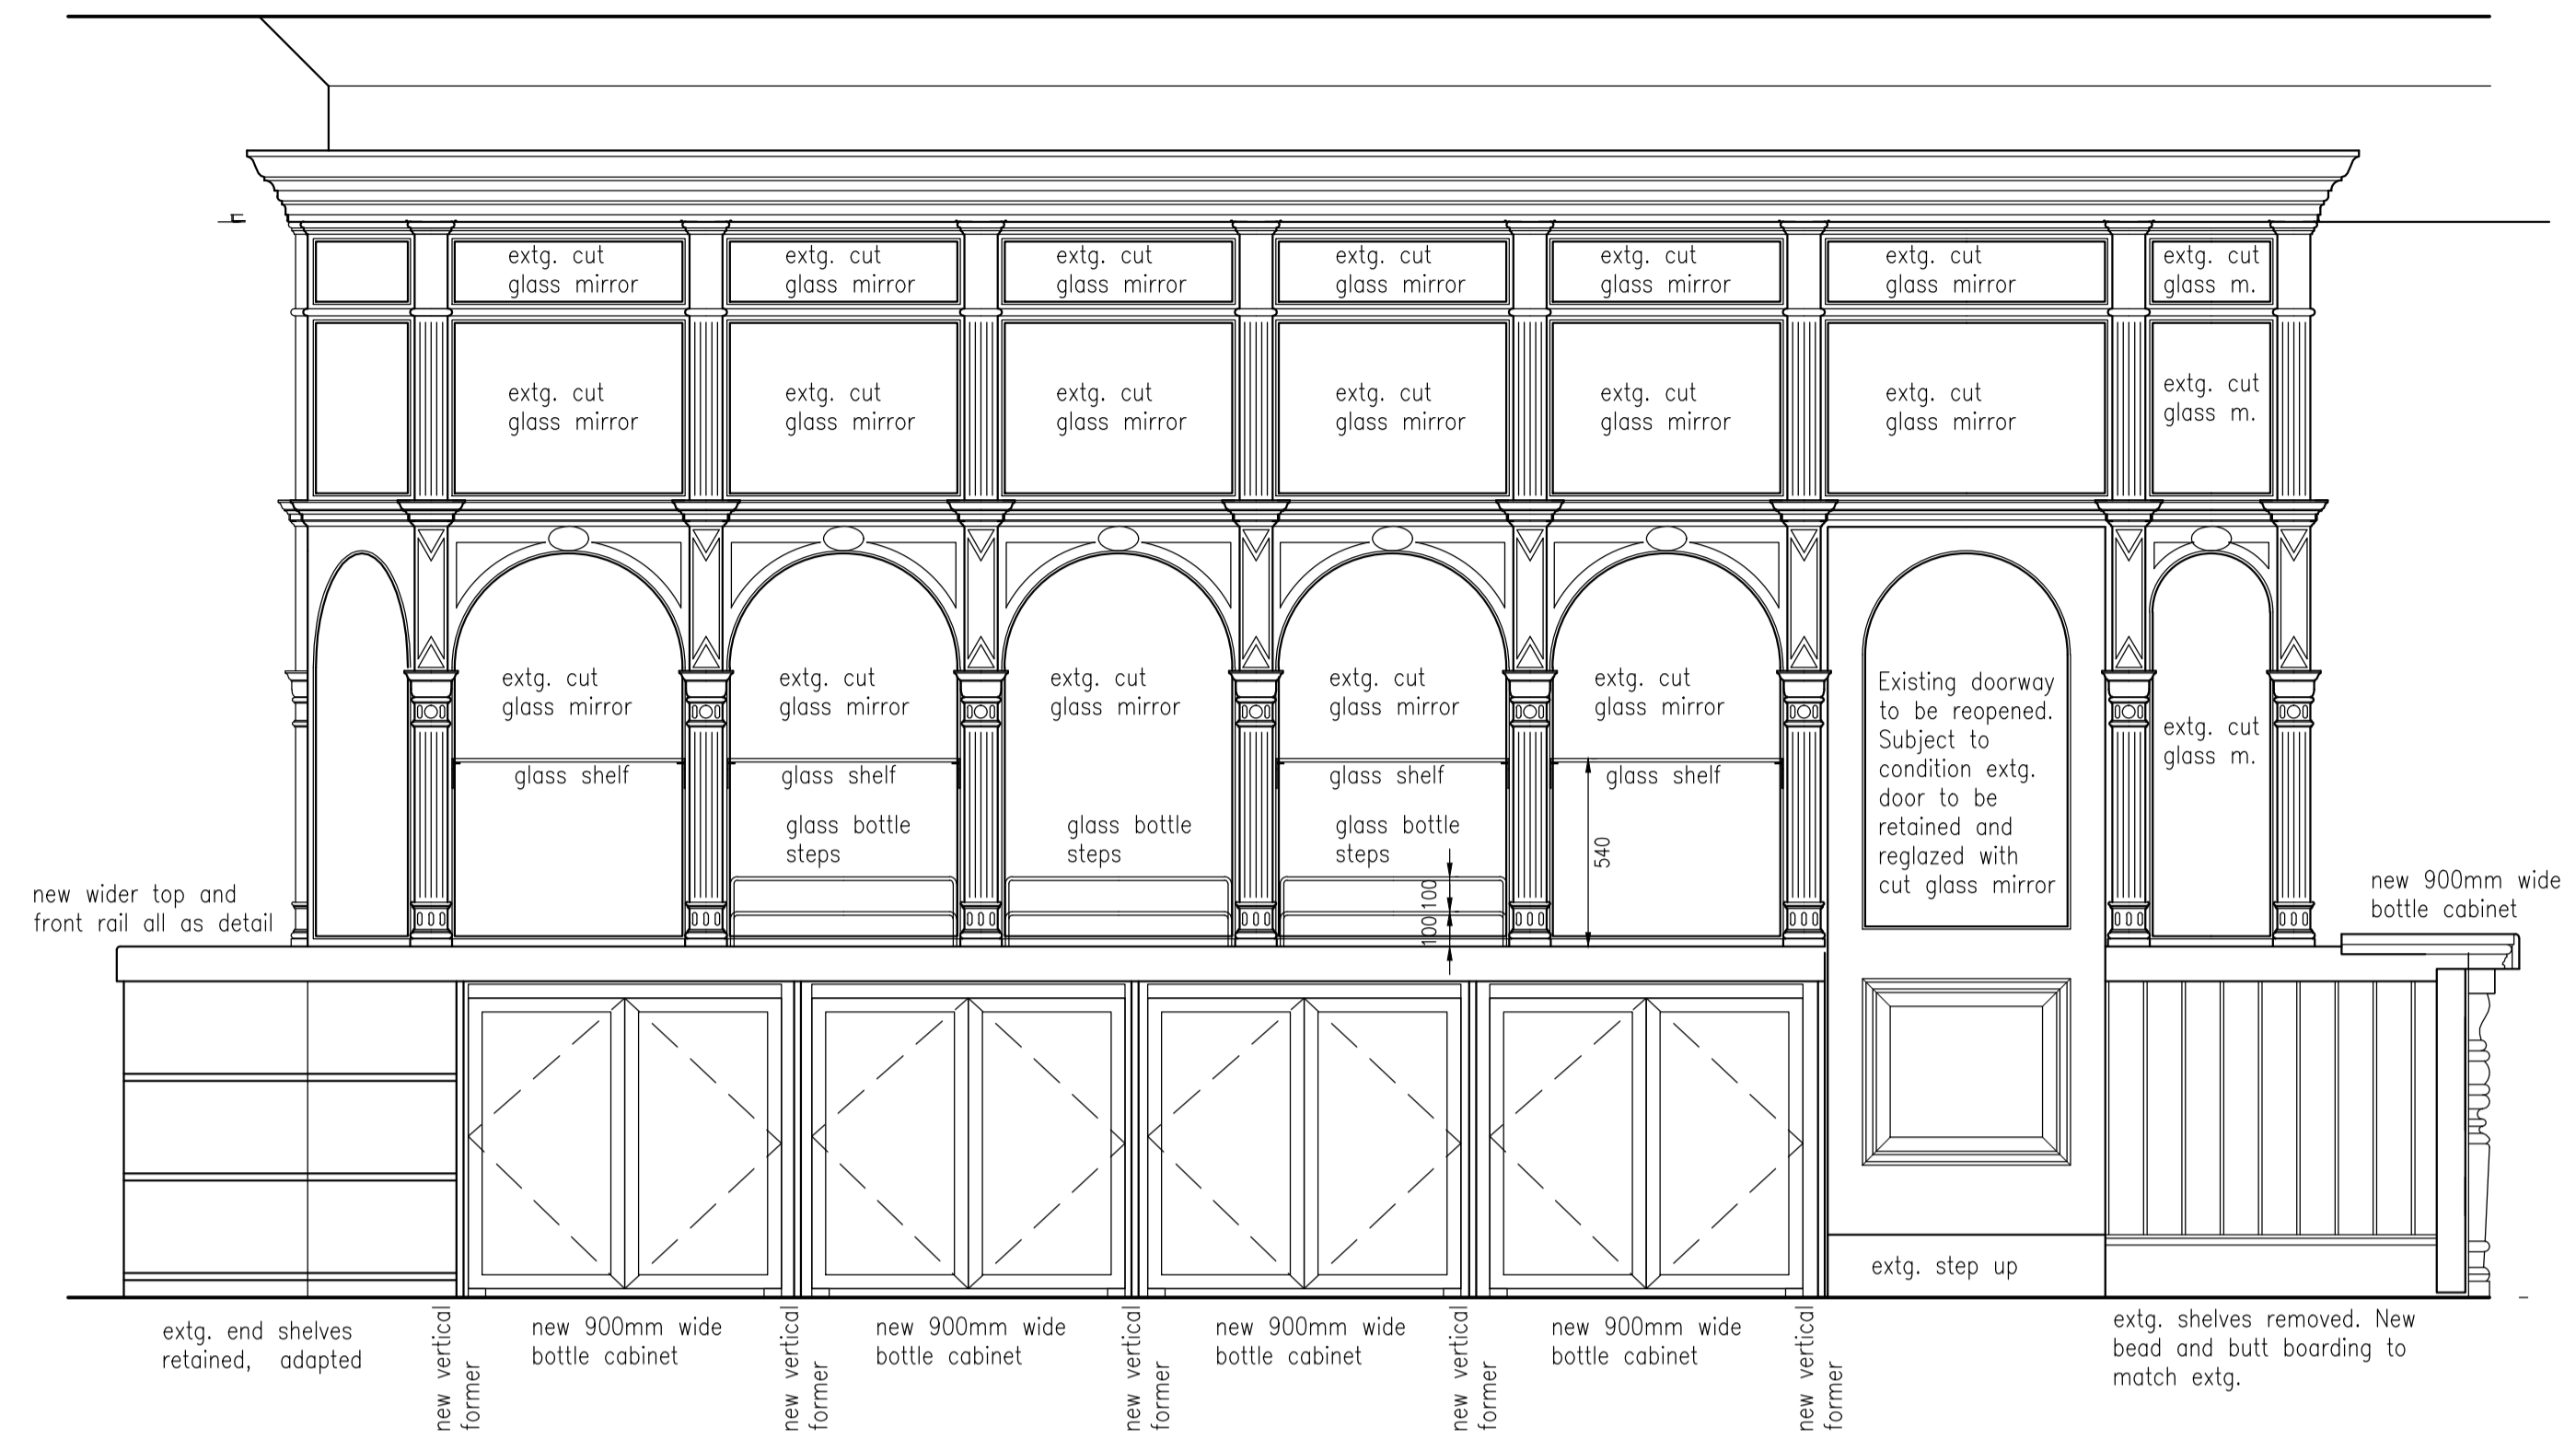 extg. cut
glass mirror
extg. cut
glass mirror
extg. cut
glass mirror
extg. cut
glass mirror
extg. cut
glass mirror
extg. cut
glass mirror
extg. cut
glass m.
extg. cut
glass mirror
extg. cut
glass mirror
extg. cut
glass mirror
extg. cut
glass mirror
extg. cut
glass mirror
extg. cut
glass mirror
extg. cut
glass m.
extg. cut
glass mirror
extg. cut
glass mirror
extg. cut
glass mirror
extg. cut
glass mirror
extg. cut
glass mirror
Existing doorway
to be reopened.
Subject to
condition extg.
door to be
retained and
reglazed with
cut glass mirror
extg. cut
glass m.
glass shelf
glass shelf
glass shelf
glass shelf
glass bottle
steps
glass bottle
steps
glass bottle
steps
540
100
100
new wider top and
front rail all as detail
new 900mm wide
bottle cabinet
extg. step up
extg. end shelves
retained, adapted
new vertical
former
new 900mm wide
bottle cabinet
new vertical
former
new 900mm wide
bottle cabinet
new vertical
former
new 900mm wide
bottle cabinet
new vertical
former
new 900mm wide
bottle cabinet
new vertical
former
extg. shelves removed. New
bead and butt boarding to
match extg.